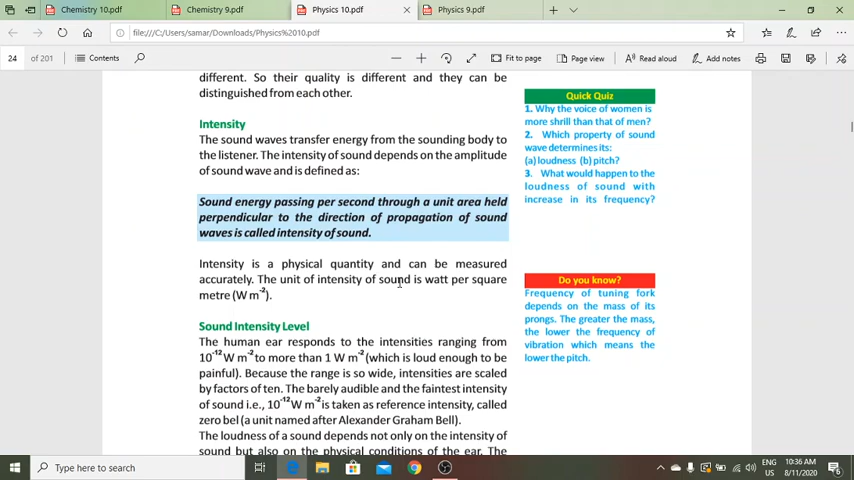 Chemistry 10.pdf
Chemistry 9.pdf
Physics 10.pdf
Physics 9.pdf
file:///C:/Users/samar/Downloads/Physics%2010.pdf
24 of 201 Contents
Fit to page Page view Read aloud Add notes
different. So their quality is different and they can be
distinguished from each other.
Intensity
The sound waves transfer energy from the sounding body to
the listener. The intensity of sound depends on the amplitude
of sound wave and is defined as:
Sound energy passing per second through a unit area held
perpendicular to the direction of propagation of sound
waves is called intensity of sound.
Intensity is a physical quantity and can be measured
accurately. The unit of intensity of sound is watt per square
metre (W m⁻²).
Sound Intensity Level
The human ear responds to the intensities ranging from
10⁻¹²W m⁻² to more than 1 W m⁻² (which is loud enough to be
painful). Because the range is so wide, intensities are scaled
by factors of ten. The barely audible and the faintest intensity
of sound i.e., 10⁻¹²W m⁻² is taken as reference intensity, called
zero bel (a unit named after Alexander Graham Bell).
The loudness of a sound depends not only on the intensity of
sound but also on the physical conditions of the ear. The
Quick Quiz
1. Why the voice of women is
more shrill than that of men?
2. Which property of sound
wave determines its:
(a) loudness (b) pitch?
3. What would happen to the
loudness of sound with
increase in its frequency?
Do you know?
Frequency of tuning fork
depends on the mass of its
prongs. The greater the mass,
the lower the frequency of
vibration which means the
lower the pitch.
Type here to search
ENG
US
10:36 AM
8/11/2020